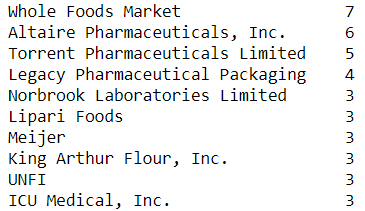 Whole Foods Market 7
Altaire Pharmaceuticals, Inc. 6
Torrent Pharmaceuticals Limited 5
Legacy Pharmaceutical Packaging 4
Norbrook Laboratories Limited 3
Lipari Foods 3
Meijer 3
King Arthur Flour, Inc. 3
UNFI 3
ICU Medical, Inc. 3